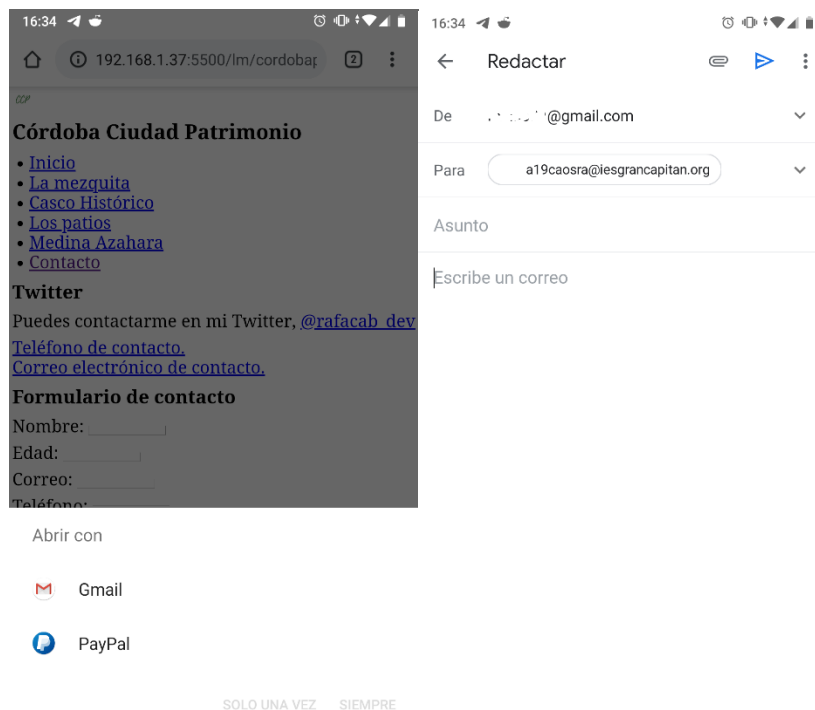 16:34
192.168.1.37:5500/lm/cordobap
2
CCP
Córdoba Ciudad Patrimonio
• Inicio
• La mezquita
• Casco Histórico
• Los patios
• Medina Azahara
• Contacto
Twitter
Puedes contactarme en mi Twitter, @rafacab_dev
Teléfono de contacto.
Correo electrónico de contacto.
Formulario de contacto
Nombre:
Edad:
Correo:
Teléfono:
Abrir con
Gmail
PayPal
SOLO UNA VEZ SIEMPRE
16:34
Redactar
De @gmail.com
Para a19caosra@iesgrancapitan.org
Asunto
Escribe un correo